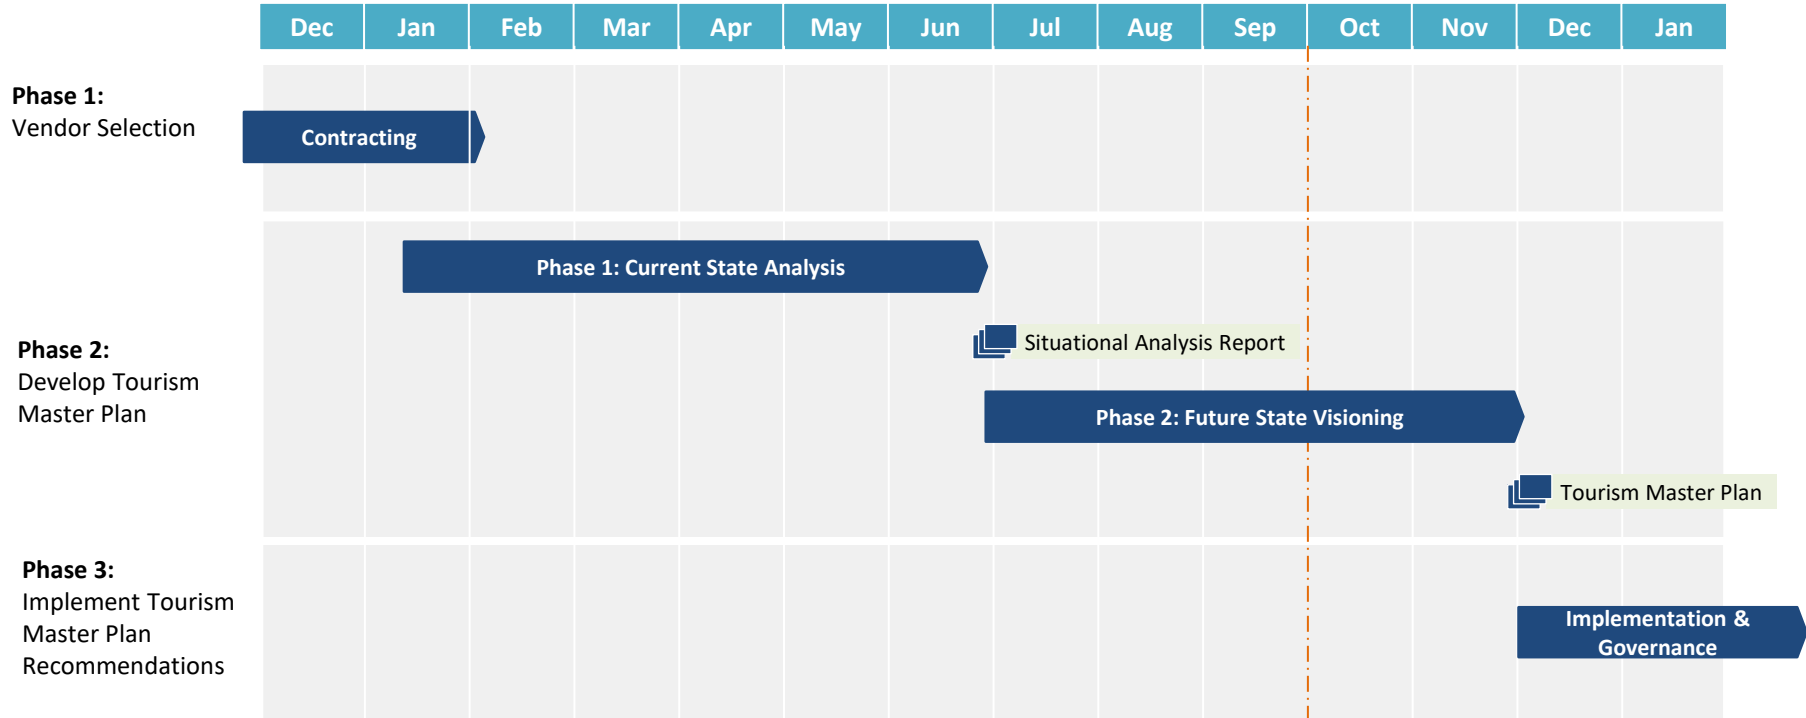 Dec Jan Feb Mar Apr May Jun Jul Aug Sep Oct Nov Dec Jan
Phase 1:
Vendor Selection
Contracting
Phase 1: Current State Analysis
Phase 2:
Develop Tourism
Master Plan
Situational Analysis Report
Phase 2: Future State Visioning
Tourism Master Plan
Phase 3:
Implement Tourism
Master Plan
Recommendations
Implementation &
Governance